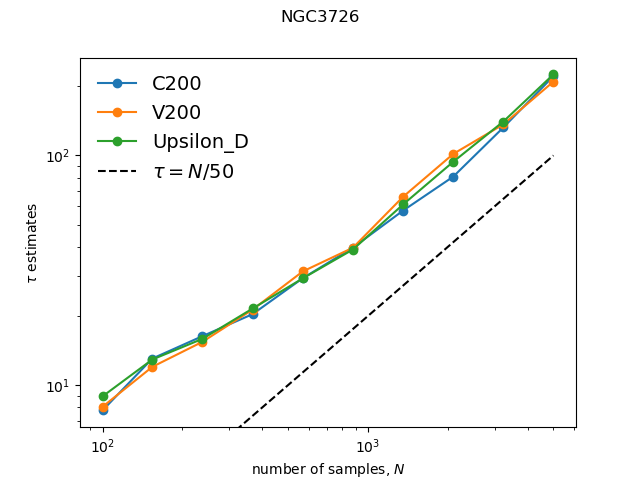 NGC3726
C200
V200
Upsilon_D
τ = N/50
10²
10¹
τ estimates
10²
10³
number of samples, N